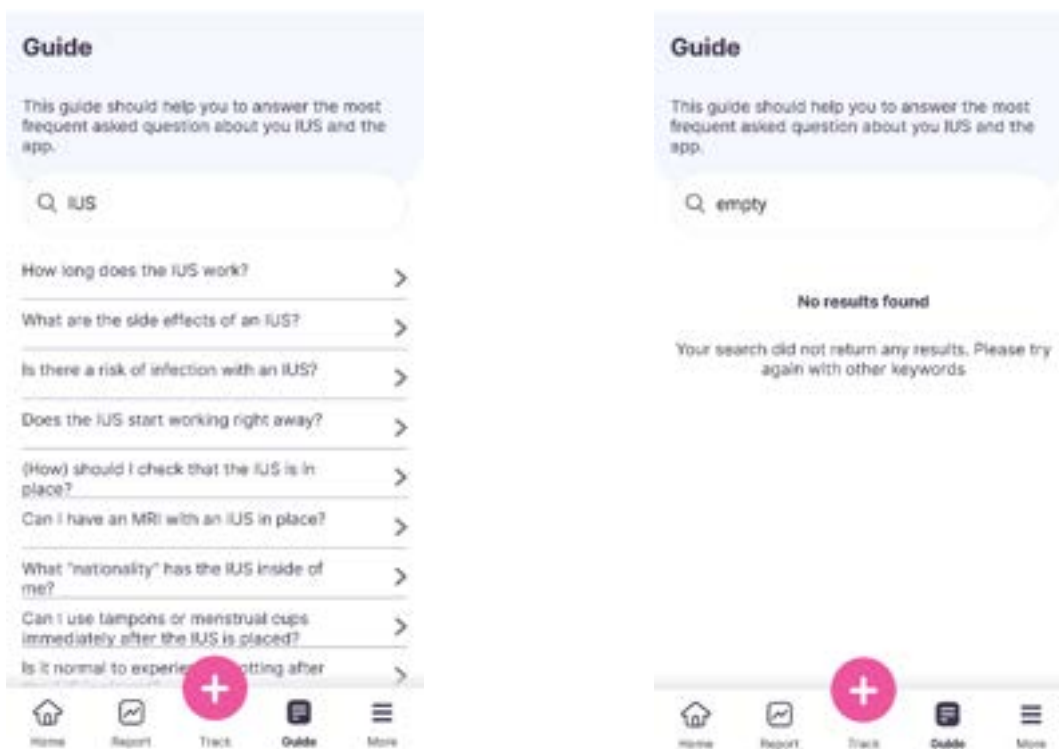 Guide
This guide should help you to answer the most
frequent asked question about you IUS and the
app.
IUS
How long does the IUS work?
What are the side effects of an IUS?
Is there a risk of infection with an IUS?
Does the IUS start working right away?
(How) should I check that the IUS is in
place?
Can I have an MRI with an IUS in place?
What "nationality" has the IUS inside of
me?
Can I use tampons or menstrual cups
immediately after the IUS is placed?
Is it normal to experie otting after
Home Report Track Guide More
Guide
This guide should help you to answer the most
frequent asked question about you IUS and the
app.
empty
No results found
Your search did not return any results. Please try
again with other keywords
Home Report Track Guide More